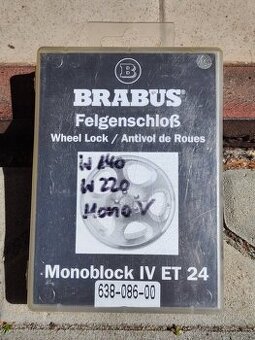 B
BRABUS®
Felgenschloß
Wheel Lock / Antivol de Roues
W140
W220
Mono V
Monoblock IV ET 24
638-086-00